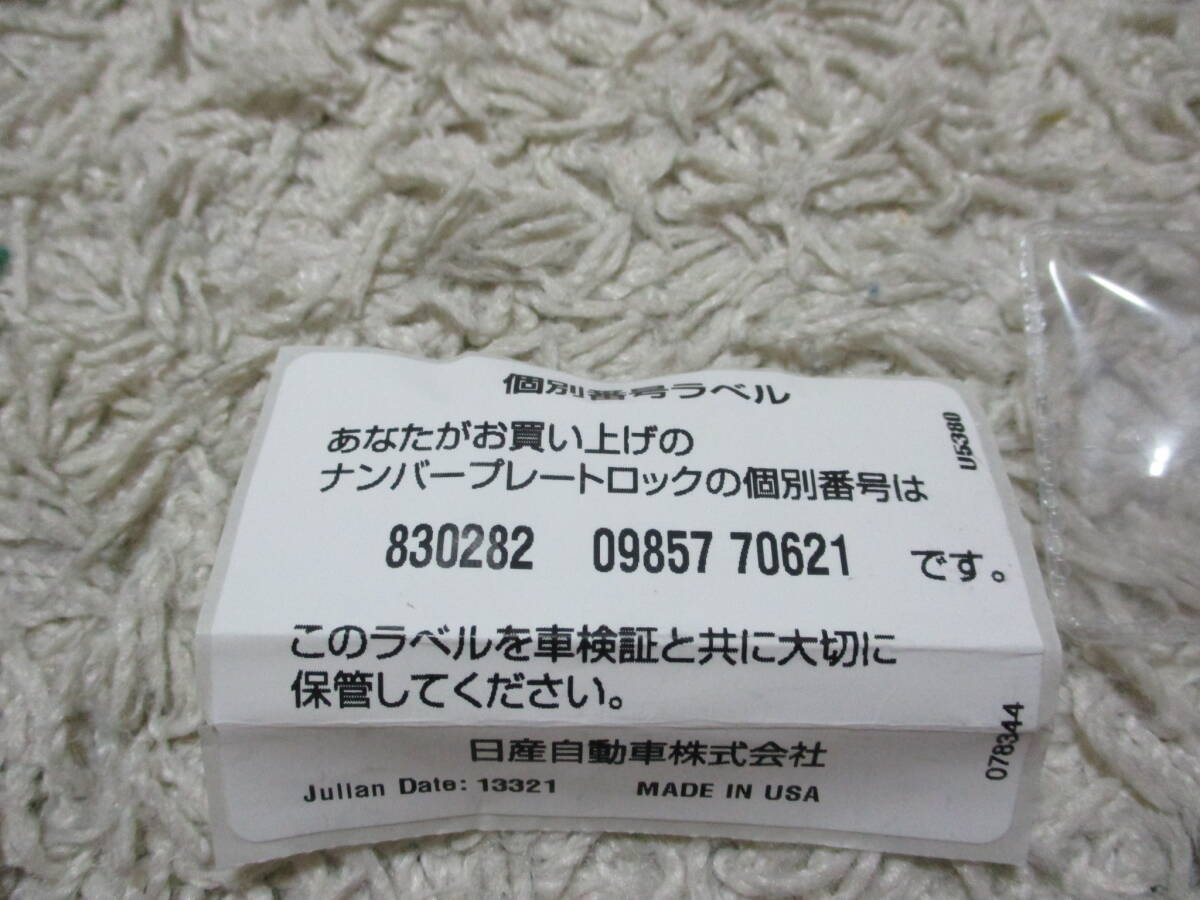 個別番号ラベル
あなたがお買い上げの
ナンバープレートロックの個別番号は
830282 09857 70621 です。
このラベルを車検証と共に大切に
保管してください。
日産自動車株式会社
Julian Date: 13321 MADE IN USA
U5380
078344